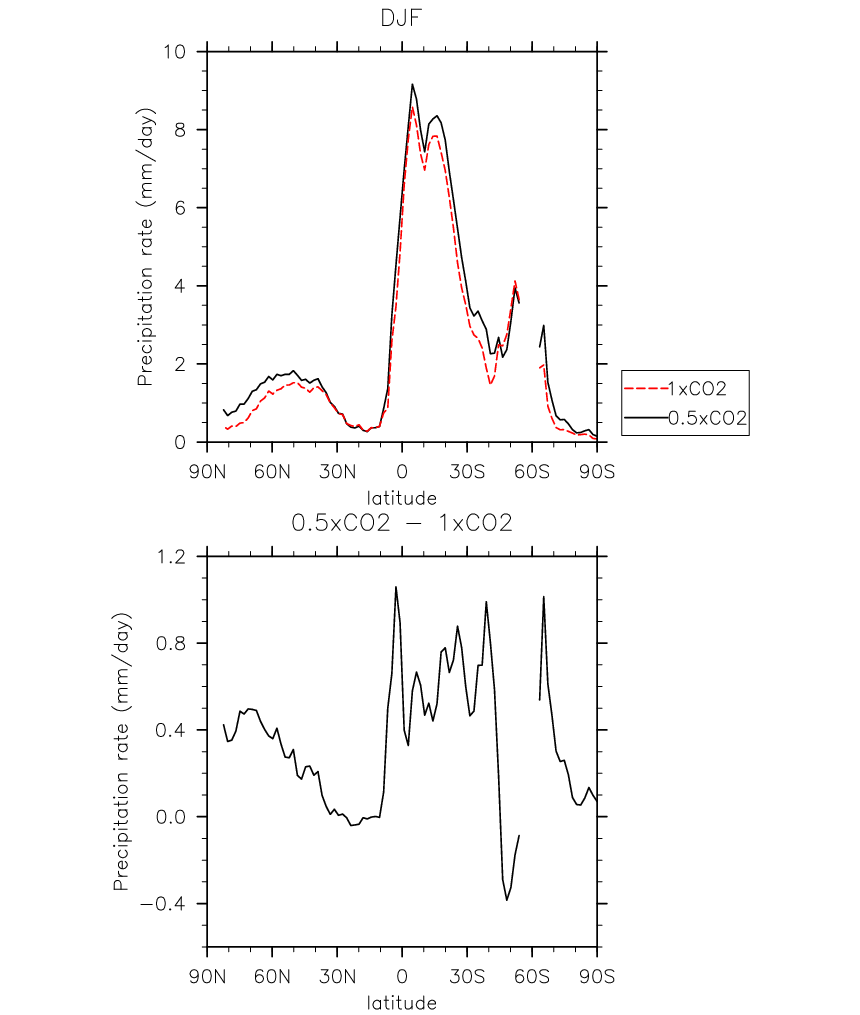 DJF
10
8
6
4
2
0
Precipitation rate (mm/day)
90N 60N 30N 0 30S 60S 90S
latitude
1xCO2
0.5xCO2
0.5xCO2 − 1xCO2
1.2
0.8
0.4
0.0
−0.4
Precipitation rate (mm/day)
90N 60N 30N 0 30S 60S 90S
latitude